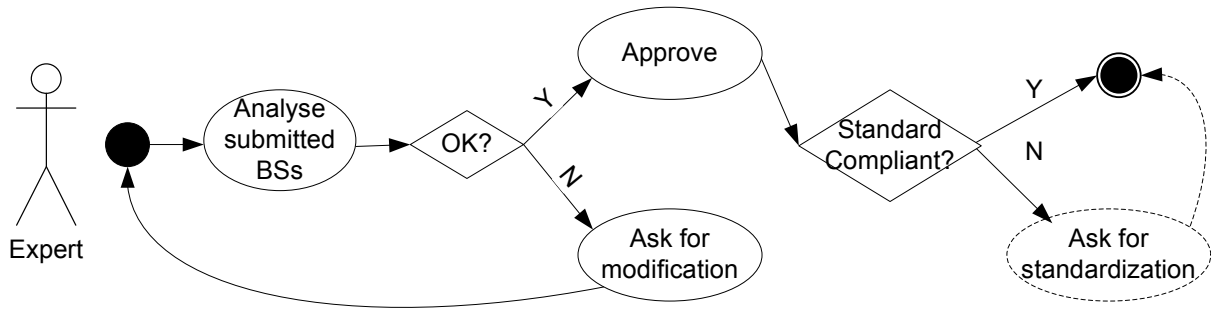 Expert
Analyse
submitted
BSs
OK?
Y
N
Approve
Ask for
modification
Standard
Compliant?
Y
N
Ask for
standardization